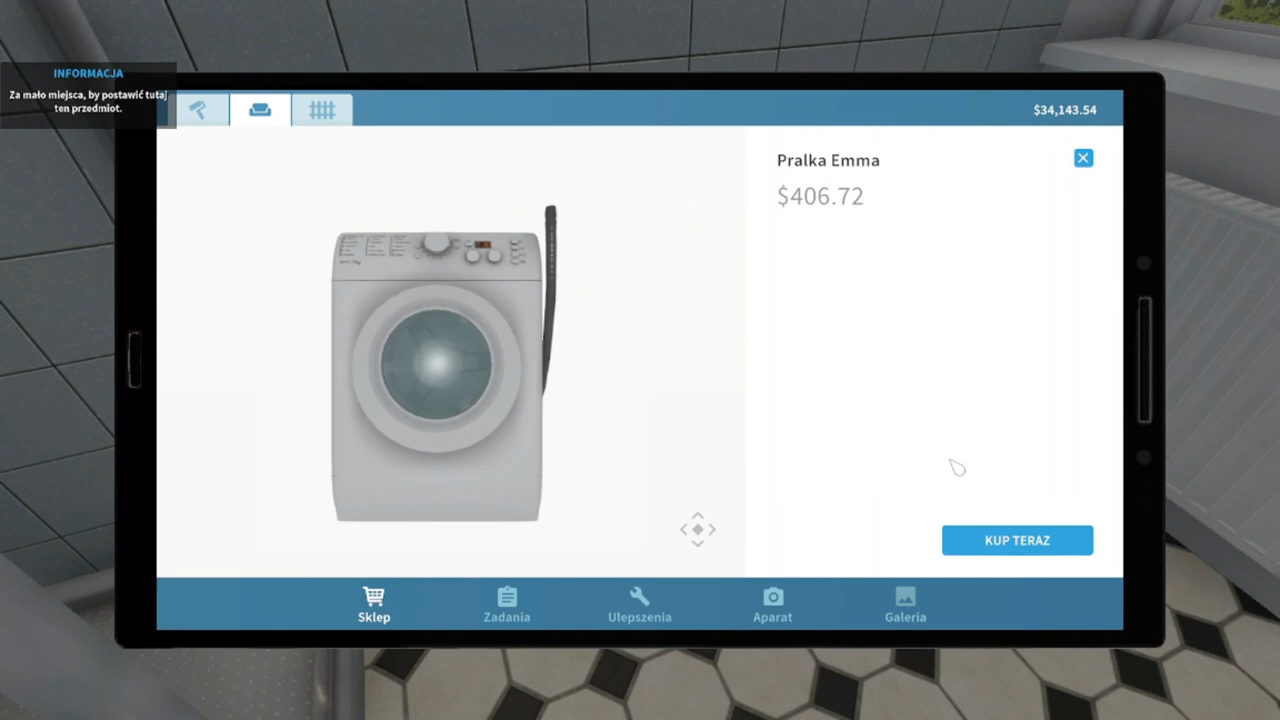 INFORMACJA
Za mało miejsca, by postawić tutaj
ten przedmiot.
$34,143.54
Pralka Emma
$406.72
KUP TERAZ
Sklep
Zadania
Ulepszenia
Aparat
Galeria